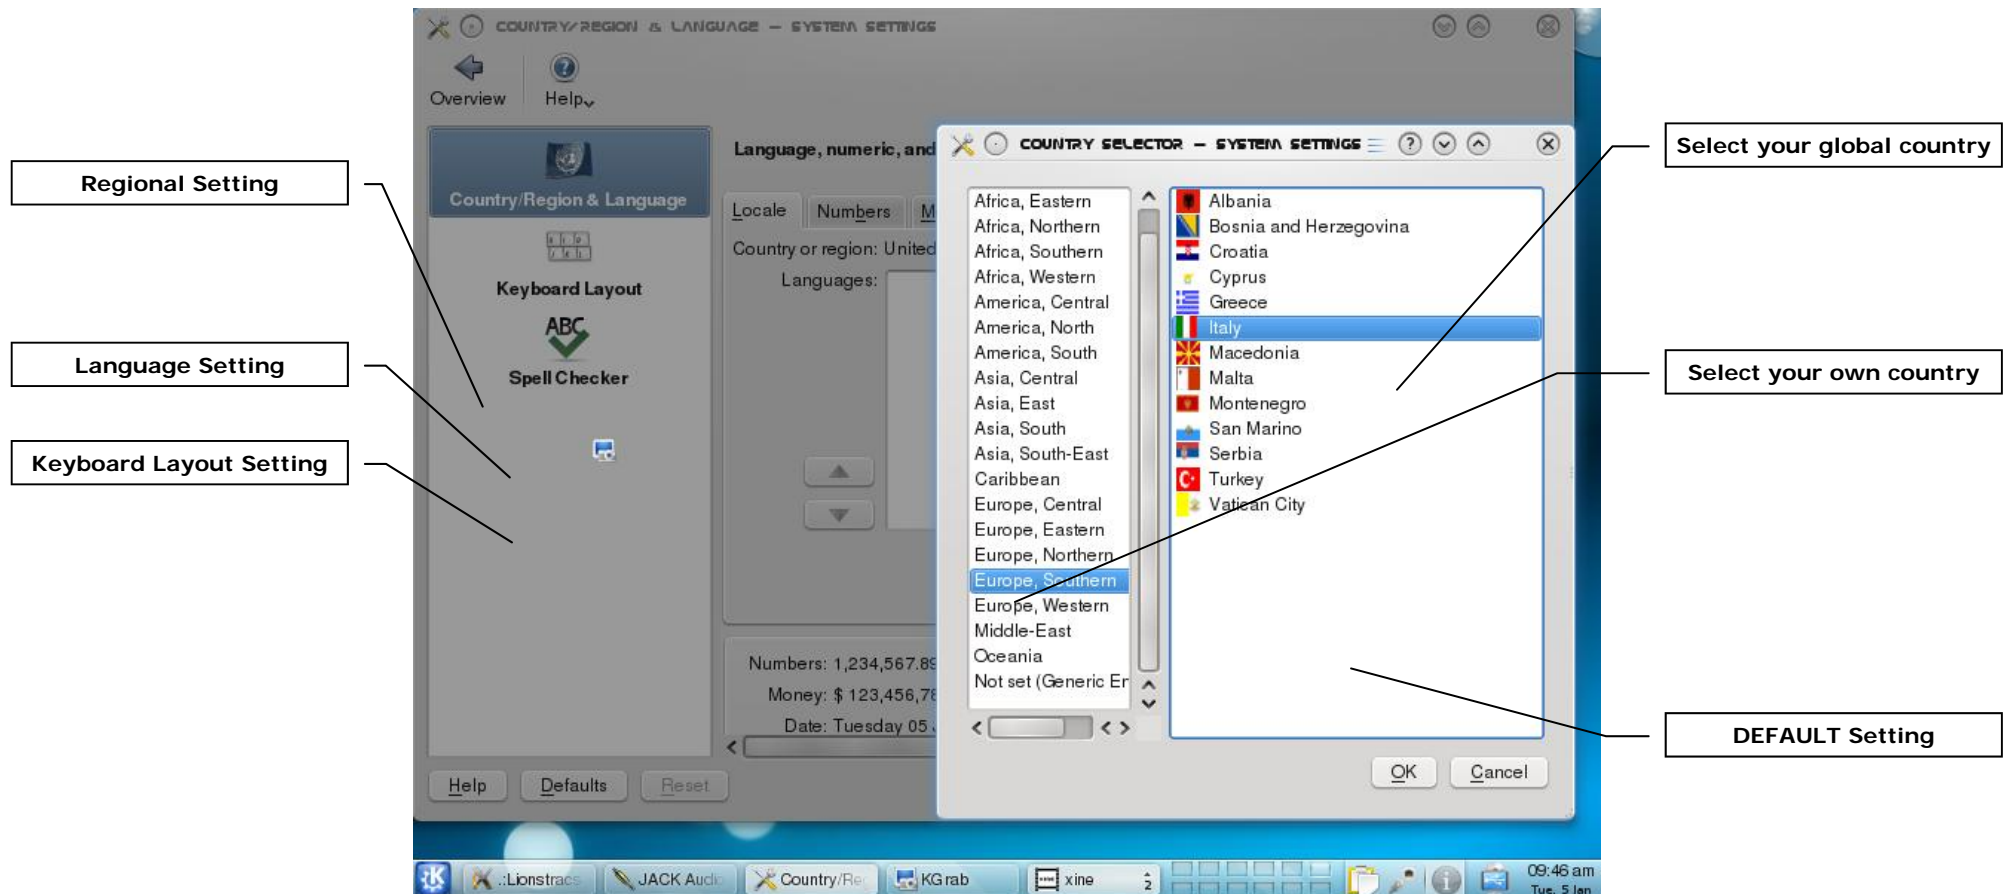 COUNTRY/REGION & LANGUAGE – SYSTEM SETTINGS
Overview
Help
Regional Setting
Language Setting
Keyboard Layout Setting
Country/Region & Language
Keyboard Layout
ABC
Spell Checker
Language, numeric, and
Locale
Numbers
M
Country or region: United
Languages:
Numbers: 1,234,567.89
Money: $ 123,456,78
Date: Tuesday 05
Help
Defaults
Reset
COUNTRY SELECTOR – SYSTEM SETTINGS
Africa, Eastern
Africa, Northern
Africa, Southern
Africa, Western
America, Central
America, North
America, South
Asia, Central
Asia, East
Asia, South
Asia, South-East
Caribbean
Europe, Central
Europe, Eastern
Europe, Northern
Europe, Southern
Europe, Western
Middle-East
Oceania
Not set (Generic En
Albania
Bosnia and Herzegovina
Croatia
Cyprus
Greece
Italy
Macedonia
Malta
Montenegro
San Marino
Serbia
Turkey
Vatican City
OK
Cancel
Select your global country
Select your own country
DEFAULT Setting
.:Lionstracs
JACK Audio
Country/Re
KGrab
xine
2
09:46 am
Tue, 5 Jan